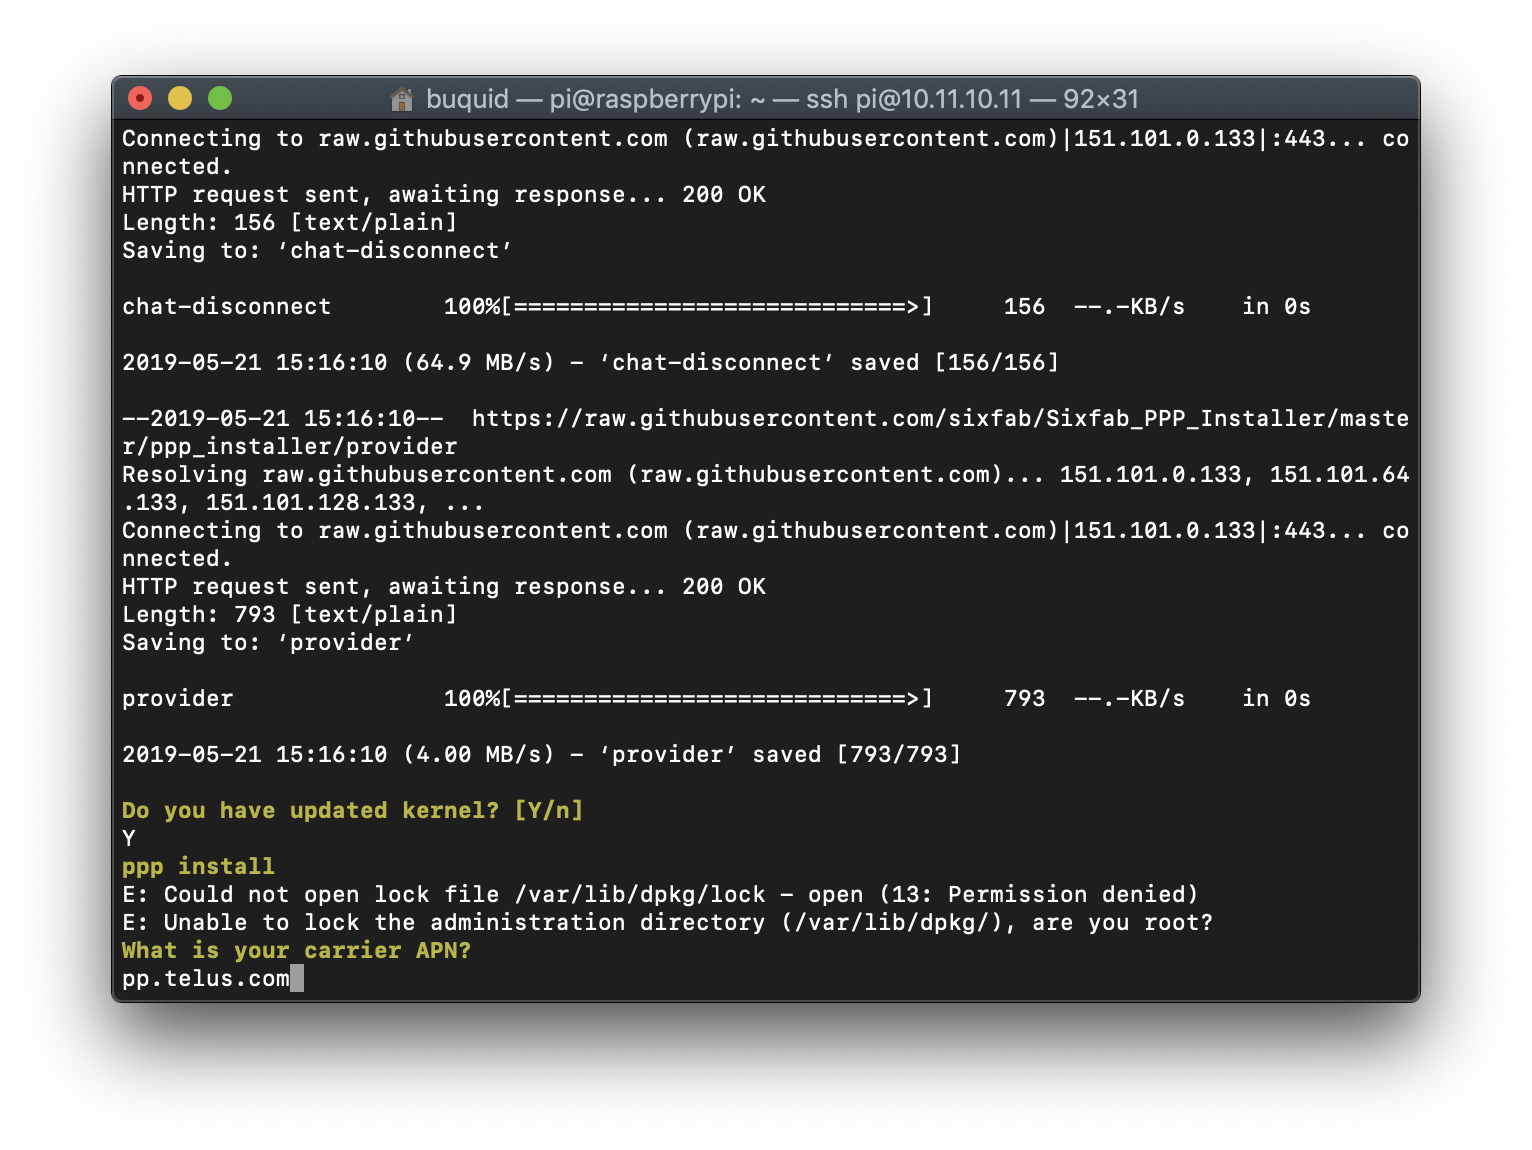 buquid — pi@raspberrypi: ~ — ssh pi@10.11.10.11 — 92×31
Connecting to raw.githubusercontent.com (raw.githubusercontent.com)|151.101.0.133|:443... co
nnected.
HTTP request sent, awaiting response... 200 OK
Length: 156 [text/plain]
Saving to: ‘chat-disconnect’
chat-disconnect 100%[============================>] 156 --.-KB/s in 0s
2019-05-21 15:16:10 (64.9 MB/s) - ‘chat-disconnect’ saved [156/156]
--2019-05-21 15:16:10-- https://raw.githubusercontent.com/sixfab/Sixfab_PPP_Installer/maste
r/ppp_installer/provider
Resolving raw.githubusercontent.com (raw.githubusercontent.com)... 151.101.0.133, 151.101.64
.133, 151.101.128.133, ...
Connecting to raw.githubusercontent.com (raw.githubusercontent.com)|151.101.0.133|:443... co
nnected.
HTTP request sent, awaiting response... 200 OK
Length: 793 [text/plain]
Saving to: ‘provider’
provider 100%[============================>] 793 --.-KB/s in 0s
2019-05-21 15:16:10 (4.00 MB/s) - ‘provider’ saved [793/793]
Do you have updated kernel? [Y/n]
Y
ppp install
E: Could not open lock file /var/lib/dpkg/lock - open (13: Permission denied)
E: Unable to lock the administration directory (/var/lib/dpkg/), are you root?
What is your carrier APN?
pp.telus.com